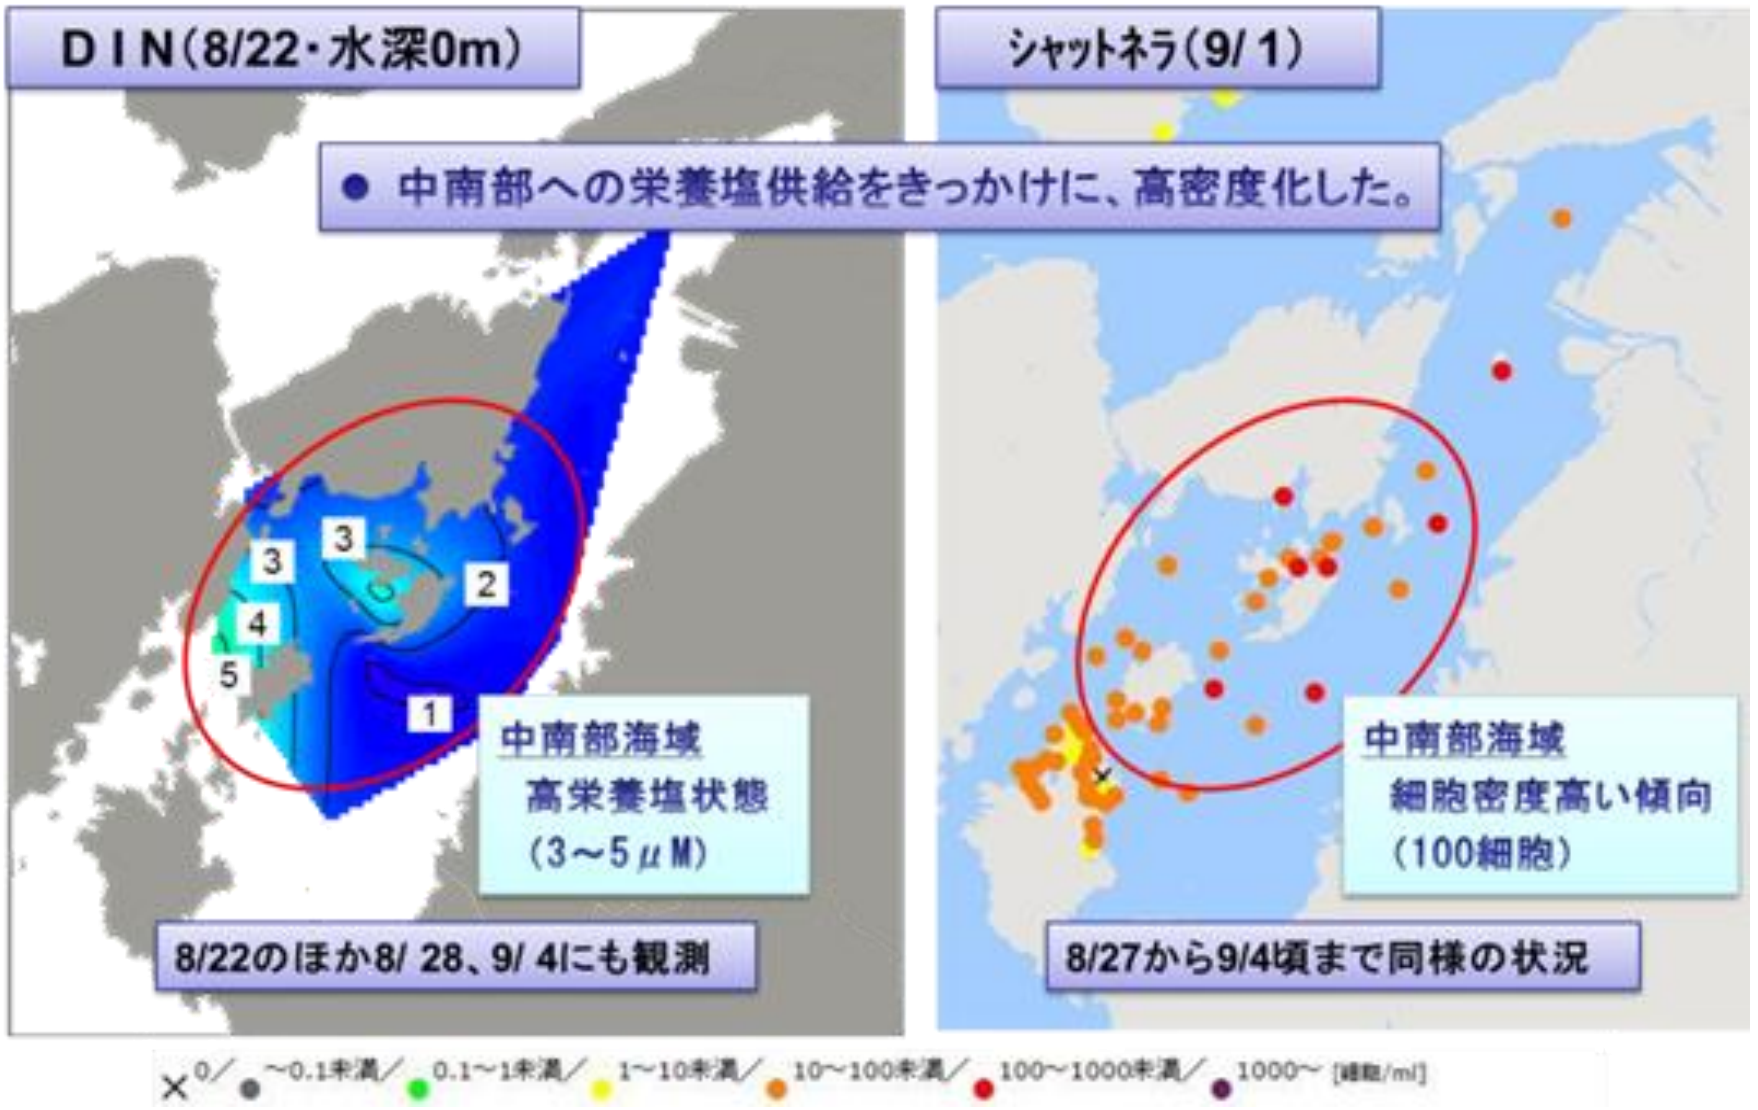 DIN(8/22・水深0m)
シャットネラ(9/1)
● 中南部への栄養塩供給をきっかけに、高密度化した。
3
3
2
4
5
1
中南部海域
高栄養塩状態
(3～5μM)
中南部海域
細胞密度高い傾向
(100細胞)
8/22のほか8/28、9/4にも観測
8/27から9/4頃まで同様の状況
×0／ ●～0.1未満／ ●0.1～1未満／ ●1～10未満／ ●10～100未満／ ●100～1000未満／ ●1000～ [細胞/ml]